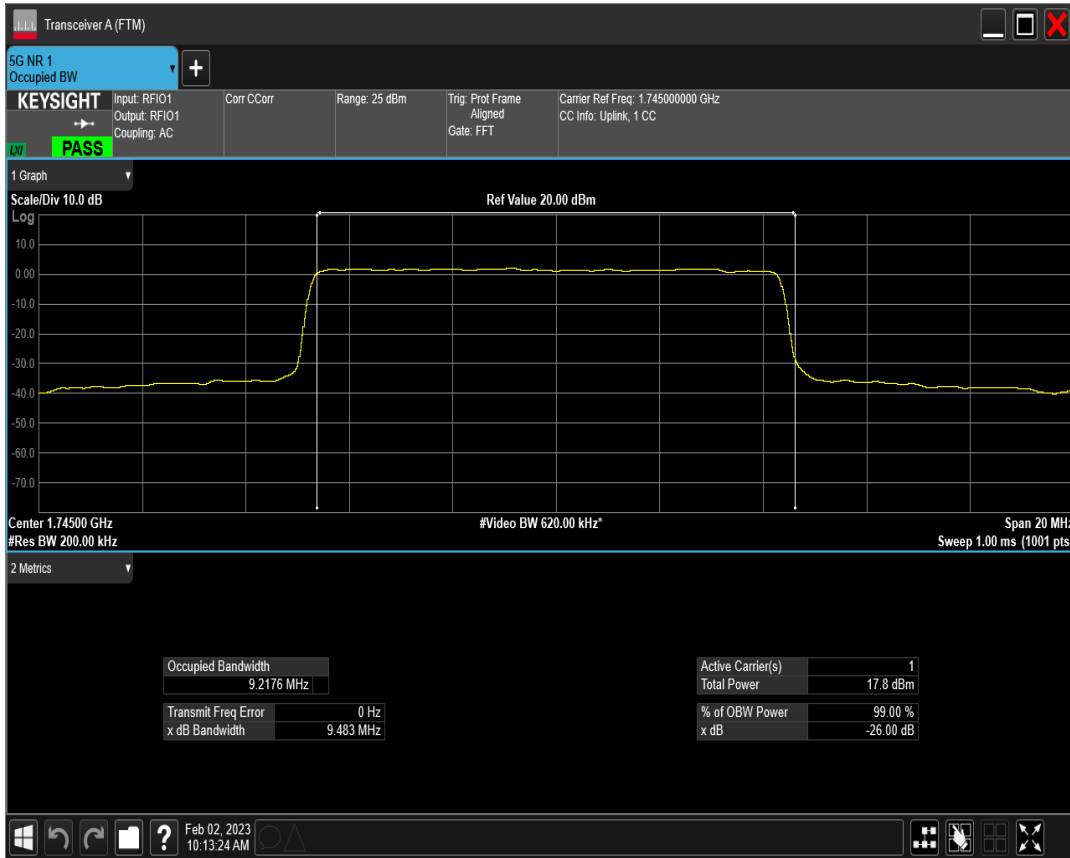 Transceiver A (FTM)
5G NR 1
Occupied BW
+
KEYSIGHT
LXI
PASS
Input: RFIO1
Output: RFIO1
Coupling: AC
Corr CCorr
Range: 25 dBm
Trig: Prot Frame
Aligned
Gate: FFT
Carrier Ref Freq: 1.745000000 GHz
CC Info: Uplink, 1 CC
1 Graph
Scale/Div 10.0 dB
Ref Value 20.00 dBm
Log
10.0
0.00
-10.0
-20.0
-30.0
-40.0
-50.0
-60.0
-70.0
Center 1.74500 GHz
#Video BW 620.00 kHz*
Span 20 MHz
#Res BW 200.00 kHz
Sweep 1.00 ms (1001 pts
2 Metrics
Occupied Bandwidth
9.2176 MHz
Transmit Freq Error 0 Hz
x dB Bandwidth 9.483 MHz
Active Carrier(s) 1
Total Power 17.8 dBm
% of OBW Power 99.00 %
x dB -26.00 dB
?
Feb 02, 2023
10:13:24 AM